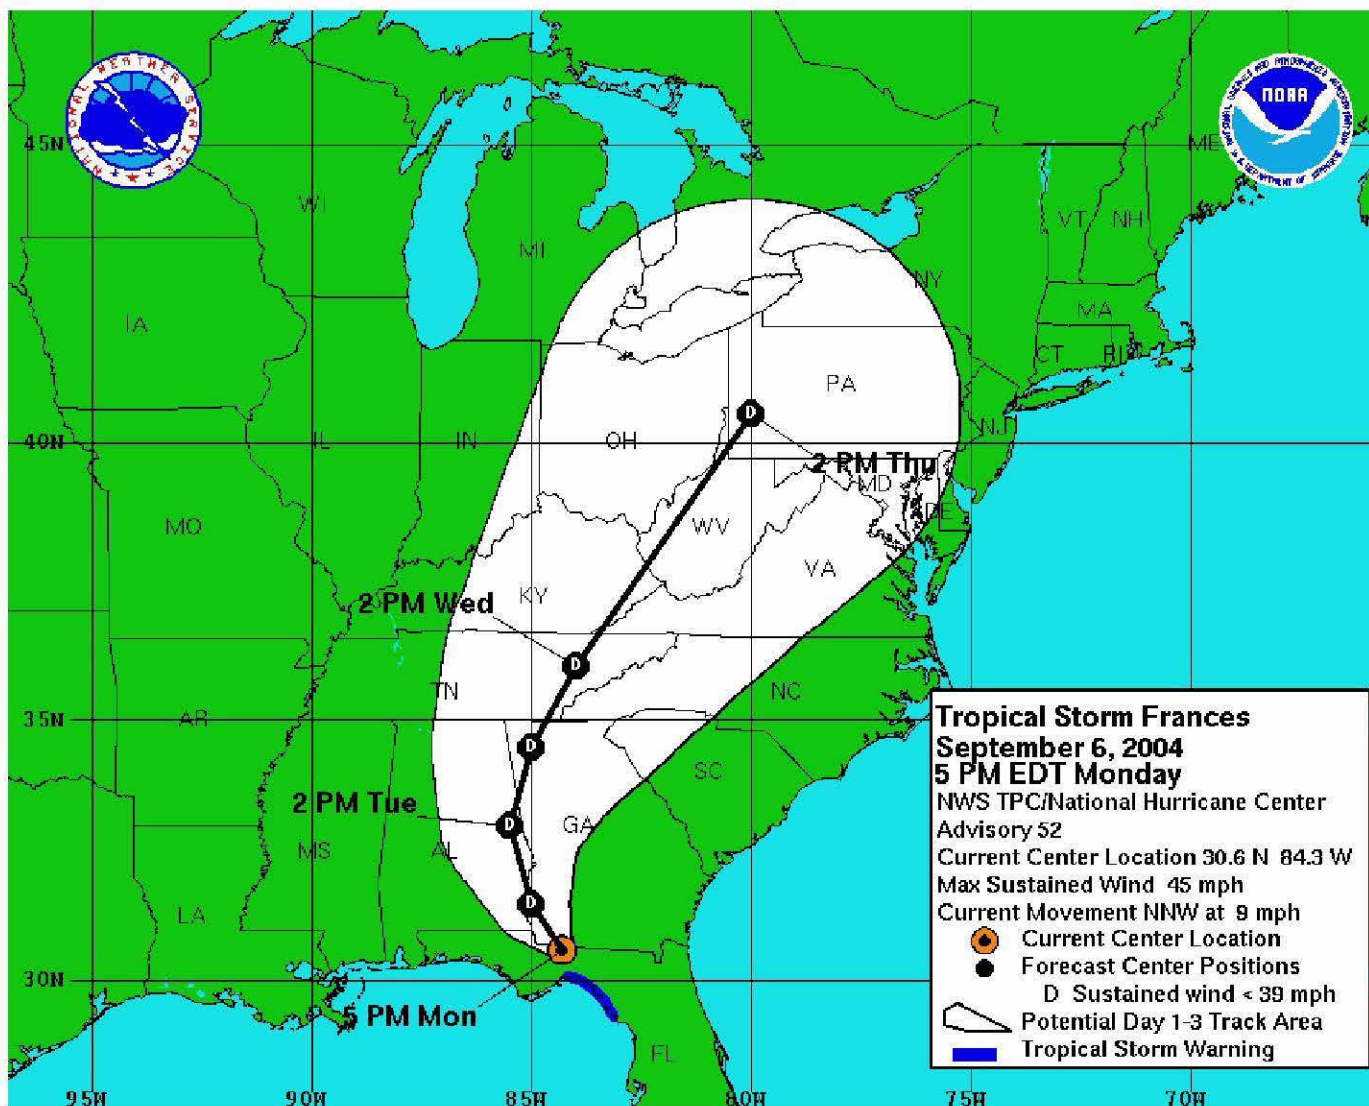 NATIONAL WEATHER SERVICE
NOAA
45N
ME
WI
VT
NH
MI
NY
IA
MA
CT
RI
PA
40N
IL
IN
OH
NJ
2 PM Thu
MD
DE
MO
WV
VA
KY
2 PM Wed
TN
NC
35N
AR
SC
2 PM Tue
GA
MS
AL
LA
30N
5 PM Mon
FL
95W
90W
85W
80W
75W
70W
D
D
D
D
D
Tropical Storm Frances
September 6, 2004
5 PM EDT Monday
NWS TPC/National Hurricane Center
Advisory 52
Current Center Location 30.6 N 84.3 W
Max Sustained Wind 45 mph
Current Movement NNW at 9 mph
Current Center Location
Forecast Center Positions
D Sustained wind < 39 mph
Potential Day 1-3 Track Area
Tropical Storm Warning